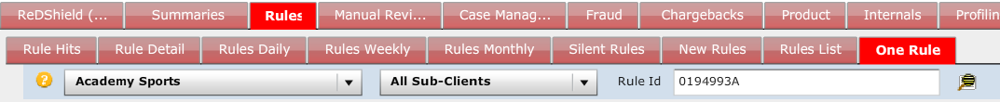 ReDShield (... Summaries Rules Manual Revi... Case Manag... Fraud Chargebacks Product Internals Profilin
Rule Hits Rule Detail Rules Daily Rules Weekly Rules Monthly Silent Rules New Rules Rules List One Rule
Academy Sports All Sub-Clients Rule Id 0194993A